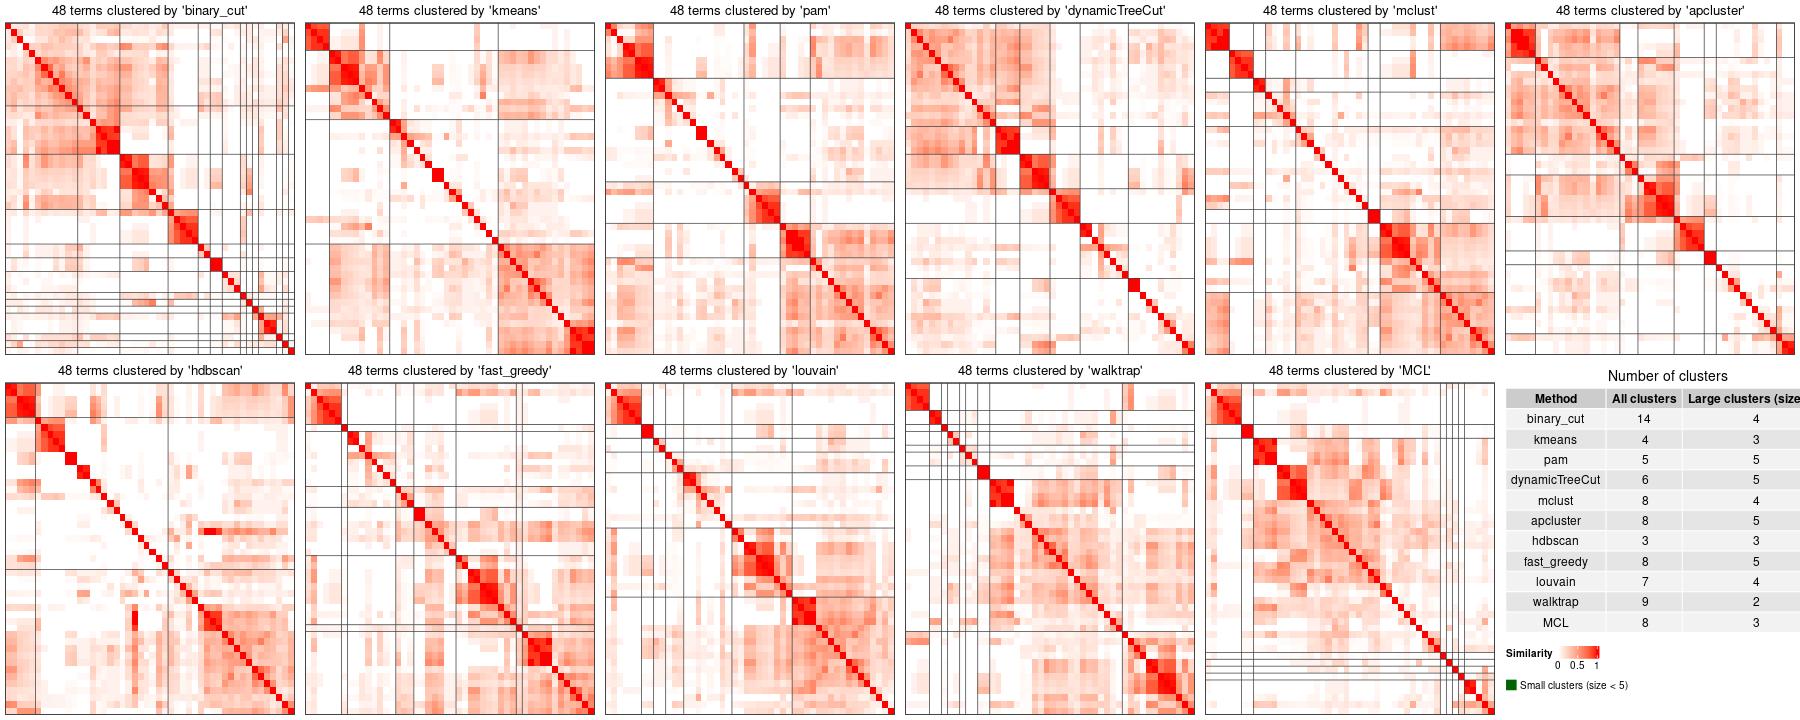 48 terms clustered by 'binary_cut'
48 terms clustered by 'kmeans'
48 terms clustered by 'pam'
48 terms clustered by 'dynamicTreeCut'
48 terms clustered by 'mclust'
48 terms clustered by 'apcluster'
48 terms clustered by 'hdbscan'
48 terms clustered by 'fast_greedy'
48 terms clustered by 'louvain'
48 terms clustered by 'walktrap'
48 terms clustered by 'MCL'
Number of clusters
Method All clusters Large clusters (size
binary_cut 14 4
kmeans 4 3
pam 5 5
dynamicTreeCut 6 5
mclust 8 4
apcluster 8 5
hdbscan 3 3
fast_greedy 8 5
louvain 7 4
walktrap 9 2
MCL 8 3
Similarity
0 0.5 1
Small clusters (size < 5)